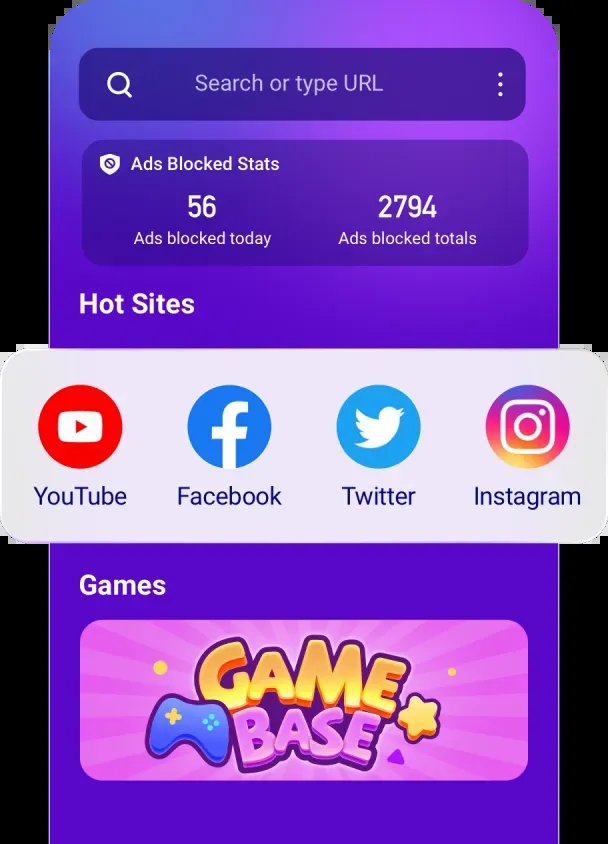 Search or type URL
Ads Blocked Stats
56 2794
Ads blocked today Ads blocked totals
Hot Sites
YouTube Facebook Twitter Instagram
Games
GAME
BASE